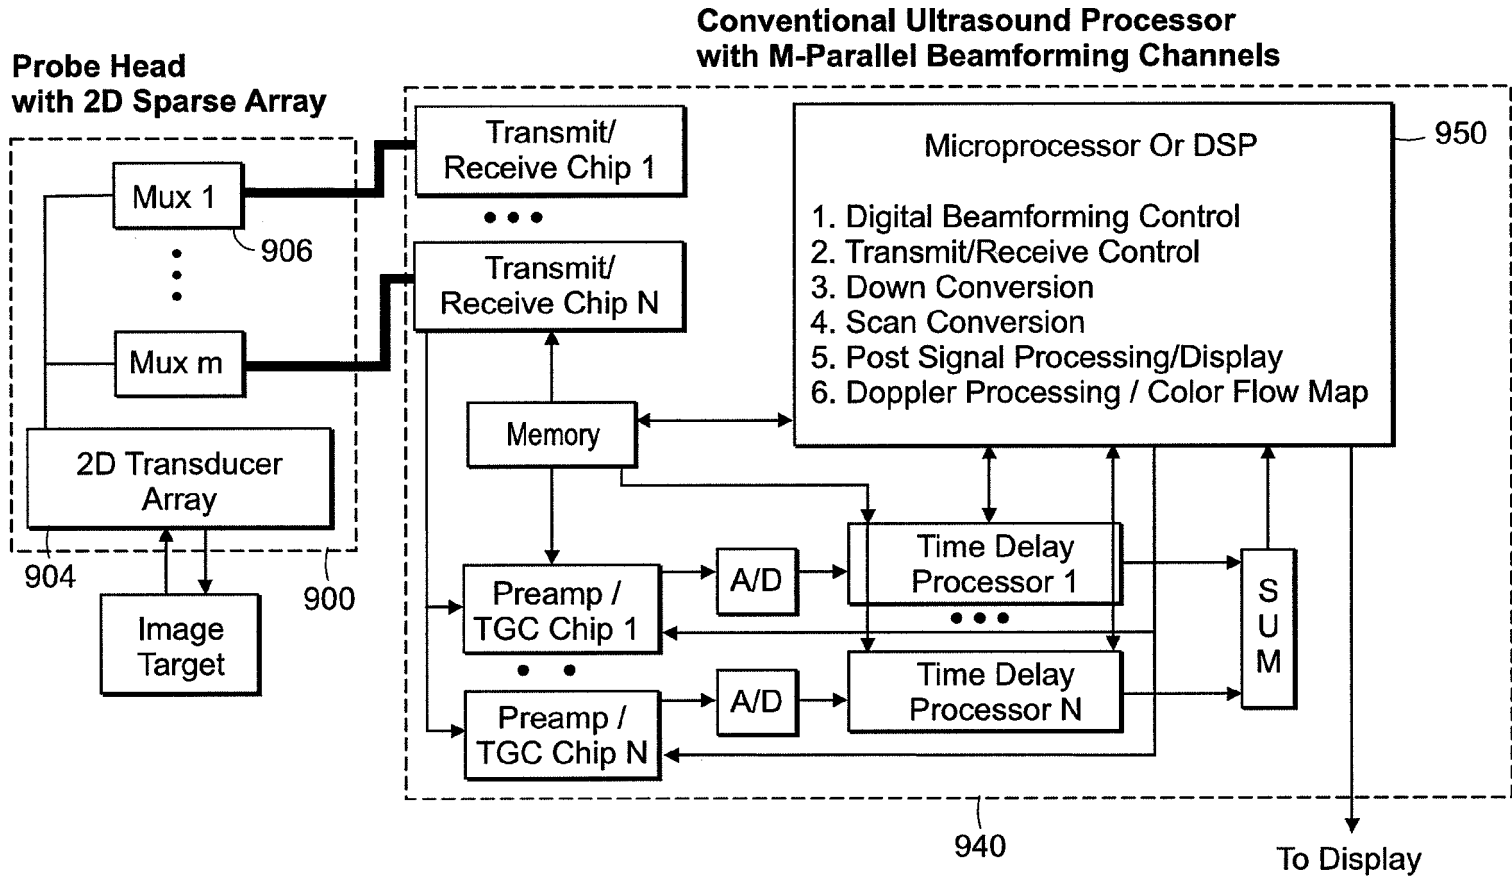 Conventional Ultrasound Processor
with M-Parallel Beamforming Channels
Probe Head
with 2D Sparse Array
Mux 1
906
Mux m
2D Transducer
Array
904
900
Image
Target
Transmit/
Receive Chip 1
Transmit/
Receive Chip N
Memory
Microprocessor Or DSP
950
1. Digital Beamforming Control
2. Transmit/Receive Control
3. Down Conversion
4. Scan Conversion
5. Post Signal Processing/Display
6. Doppler Processing / Color Flow Map
Preamp /
TGC Chip 1
A/D
Time Delay
Processor 1
Preamp /
TGC Chip N
A/D
Time Delay
Processor N
S
U
M
940
To Display